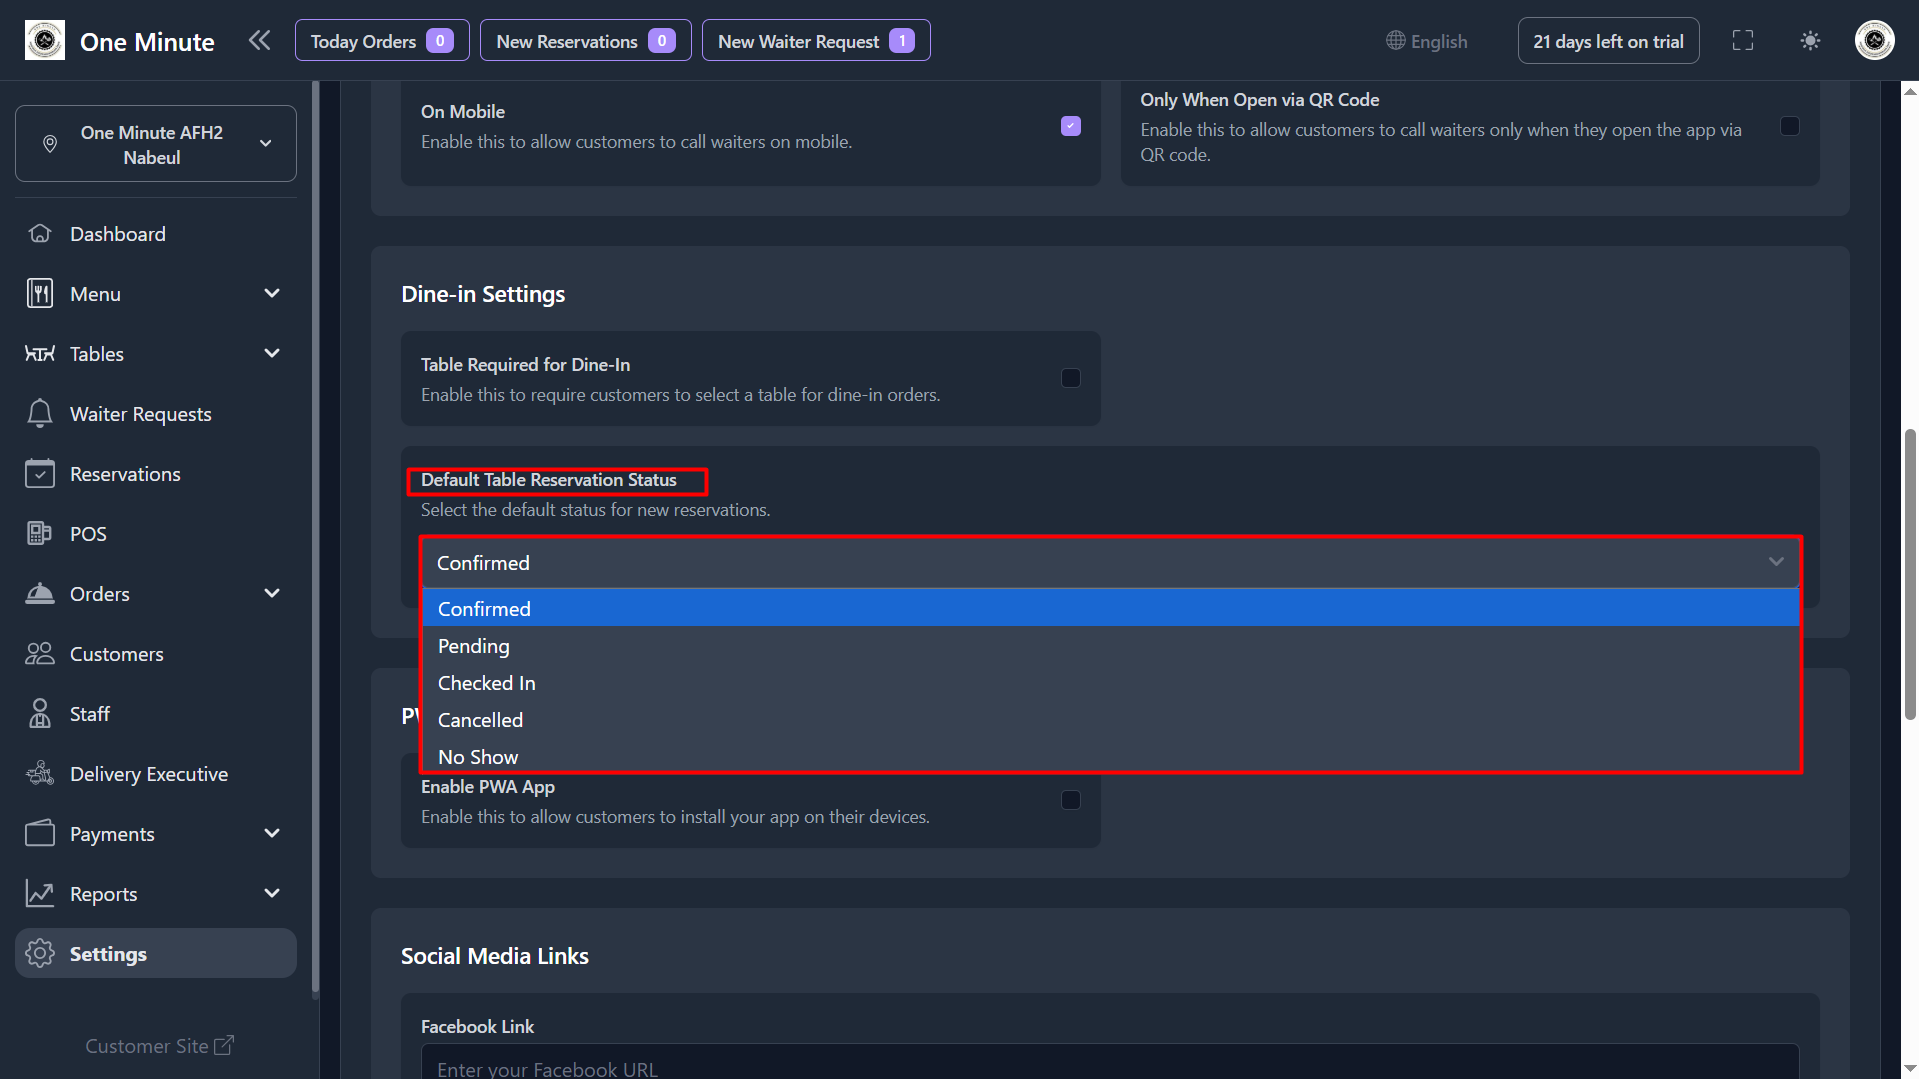 One Minute
Today Orders 0
New Reservations 0
New Waiter Request 1
English
21 days left on trial
One Minute AFH2
Nabeul
Dashboard
Menu
Tables
Waiter Requests
Reservations
POS
Orders
Customers
Staff
Delivery Executive
Payments
Reports
Settings
Customer Site
On Mobile
Enable this to allow customers to call waiters on mobile.
Only When Open via QR Code
Enable this to allow customers to call waiters only when they open the app via
QR code.
Dine-in Settings
Table Required for Dine-In
Enable this to require customers to select a table for dine-in orders.
Default Table Reservation Status
Select the default status for new reservations.
Confirmed
Confirmed
Pending
Checked In
Cancelled
No Show
Enable PWA App
Enable this to allow customers to install your app on their devices.
Social Media Links
Facebook Link
Enter your Facebook URL